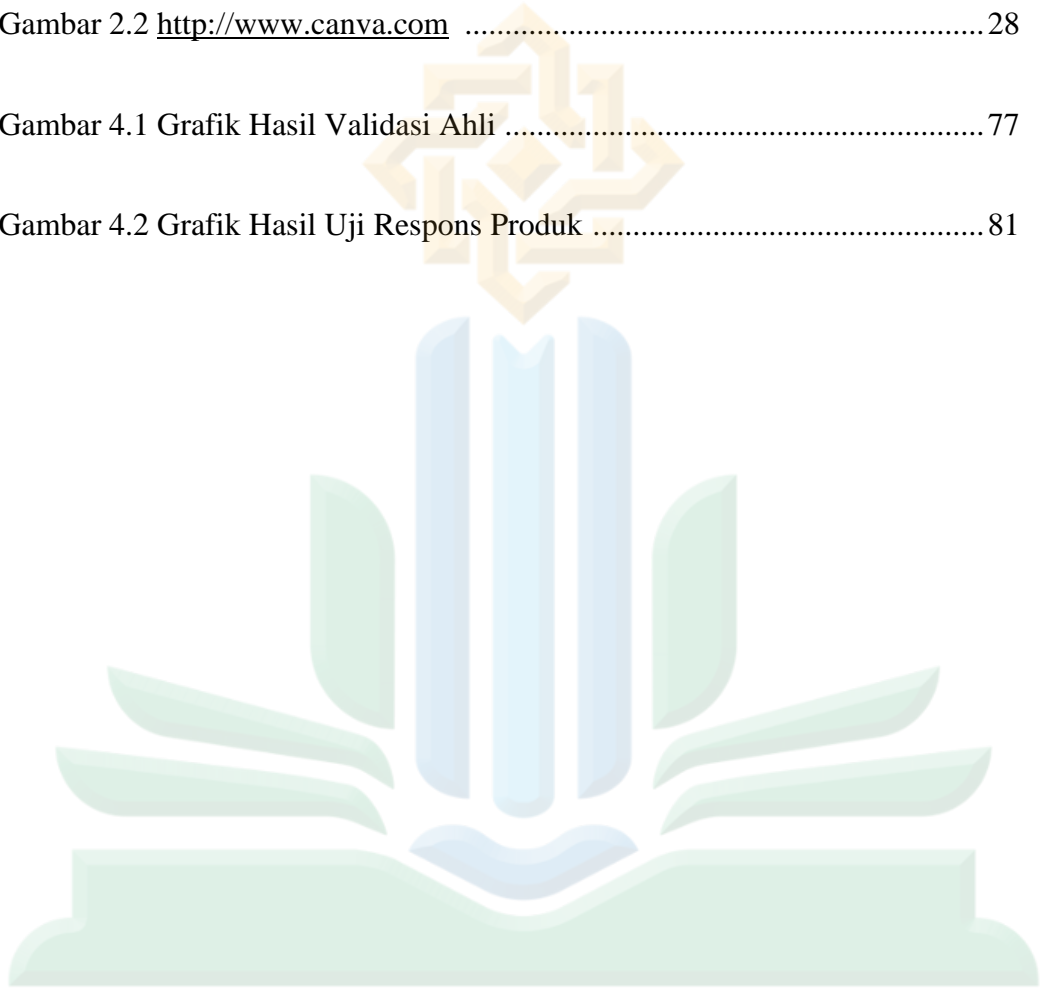 Gambar 2.2 http://www.canva.com ................................................................ 28
Gambar 4.1 Grafik Hasil Validasi Ahli ........................................................... 77
Gambar 4.2 Grafik Hasil Uji Respons Produk ................................................ 81